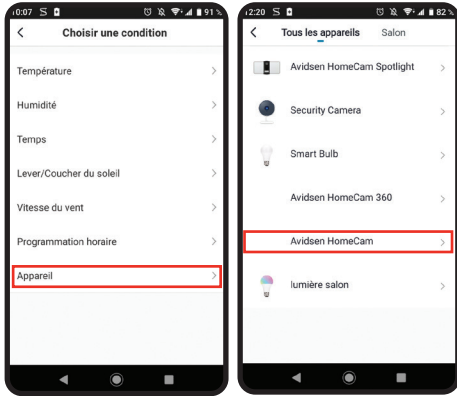 10:07 S 91 %
Choisir une condition
Température
Humidité
Temps
Lever/Coucher du soleil
Vitesse du vent
Programmation horaire
Appareil
12:20 S 82 %
Tous les appareils Salon
Avidsen HomeCam Spotlight
Security Camera
Smart Bulb
Avidsen HomeCam 360
Avidsen HomeCam
lumière salon